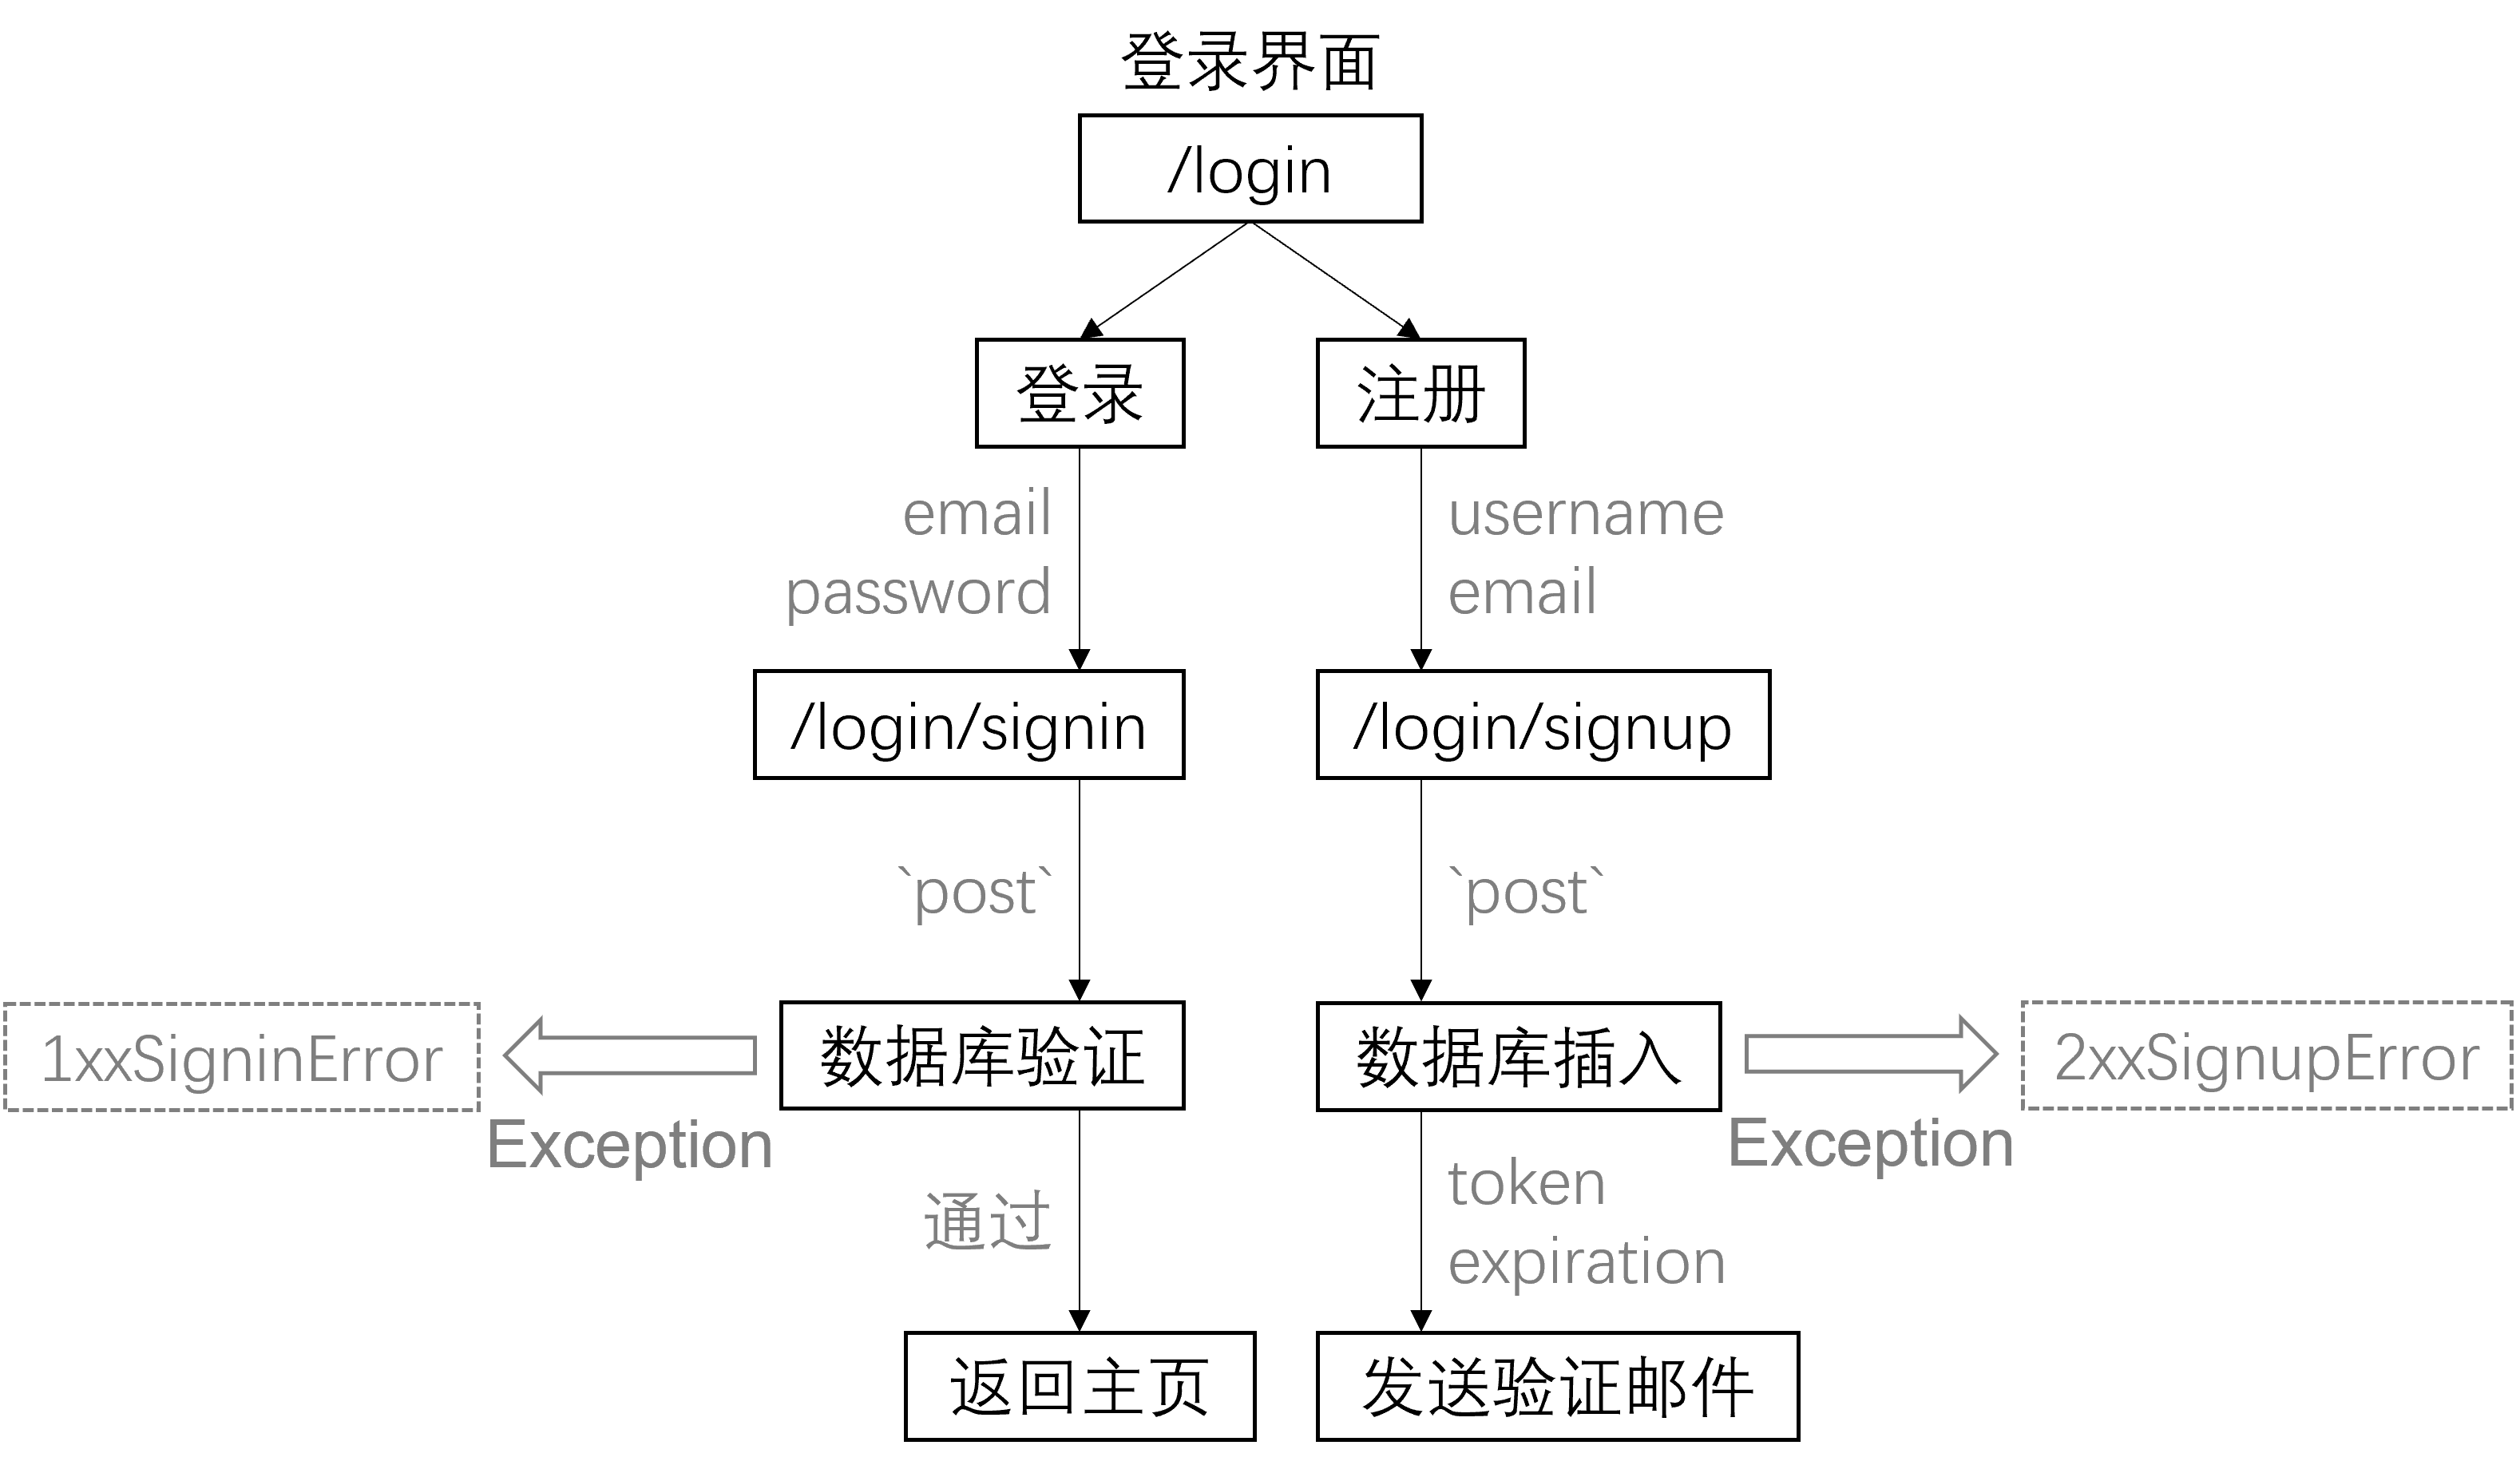 登录界面
/login
登录
注册
email
password
username
email
/login/signin
/login/signup
`post`
`post`
1xxSigninError
Exception
数据库验证
数据库插入
Exception
2xxSignupError
通过
token
expiration
返回主页
发送验证邮件